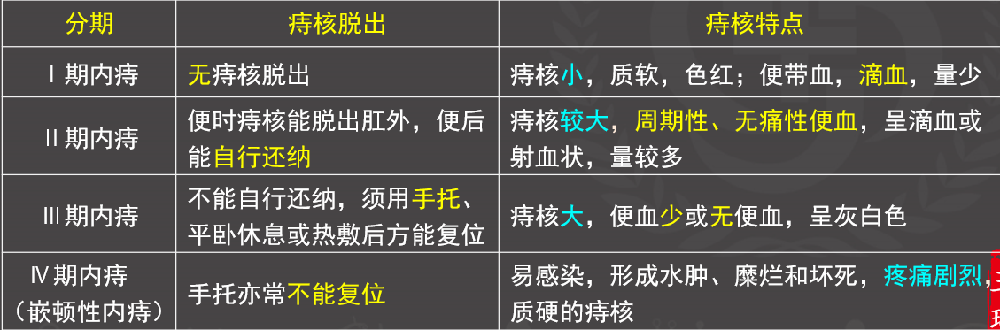 分期 痔核脱出 痔核特点
Ⅰ期内痔 无痔核脱出 痔核小，质软，色红；便带血，滴血，量少
Ⅱ期内痔
便时痔核能脱出肛外，便后
能自行还纳
痔核较大，周期性、无痛性便血，呈滴血或
射血状，量较多
Ⅲ期内痔
不能自行还纳，须用手托、
平卧休息或热敷后方能复位
痔核大，便血少或无便血，呈灰白色
Ⅳ期内痔
（嵌顿性内痔）
手托亦常不能复位
易感染，形成水肿、糜烂和坏死，疼痛剧烈，
质硬的痔核